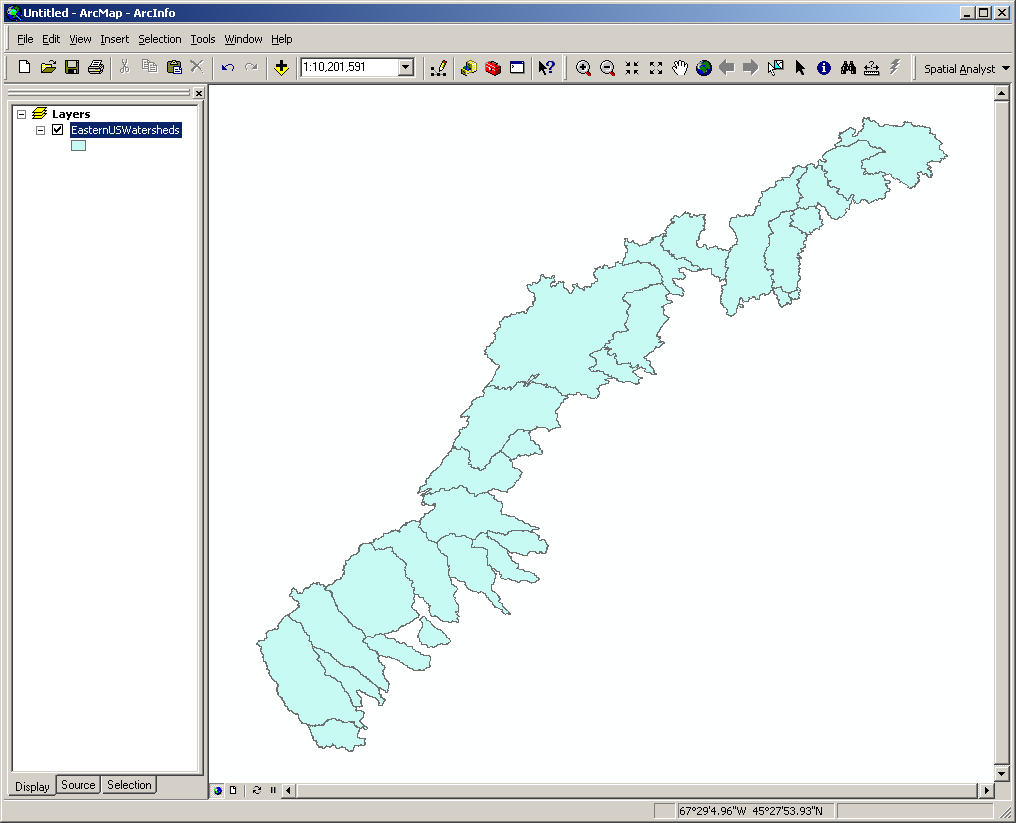 Untitled - ArcMap - ArcInfo
File Edit View Insert Selection Tools Window Help
1:10,201,591
Spatial Analyst
Layers
EasternUSWatersheds
Display Source Selection
67°29'4.96"W 45°27'53.93"N